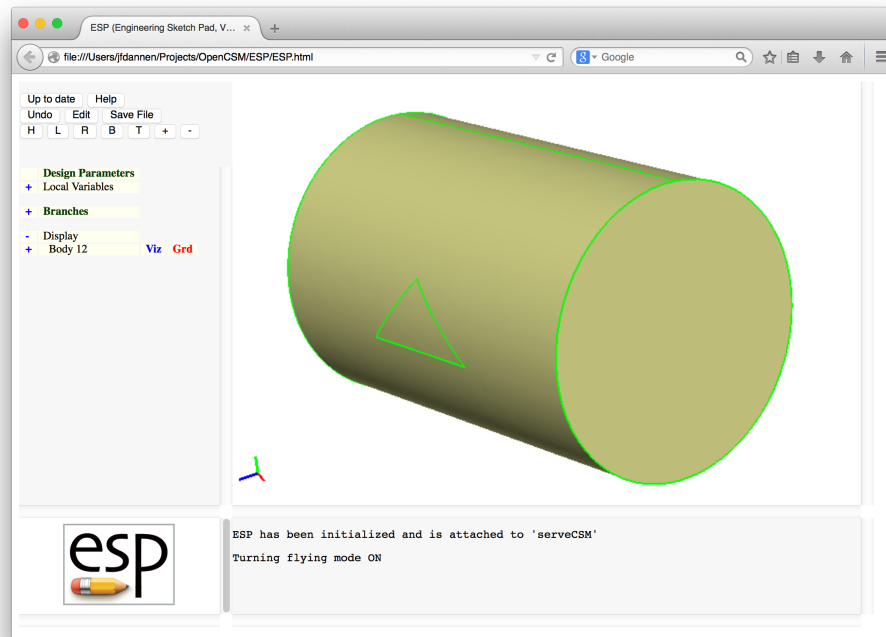 ESP (Engineering Sketch Pad, V... × +
file:///Users/jfdannen/Projects/OpenCSM/ESP/ESP.html
8 Google
Up to date Help
Undo Edit Save File
H L R B T + -
Design Parameters
+ Local Variables
+ Branches
- Display
+ Body 12 Viz Grd
esp
ESP has been initialized and is attached to 'serveCSM'
Turning flying mode ON